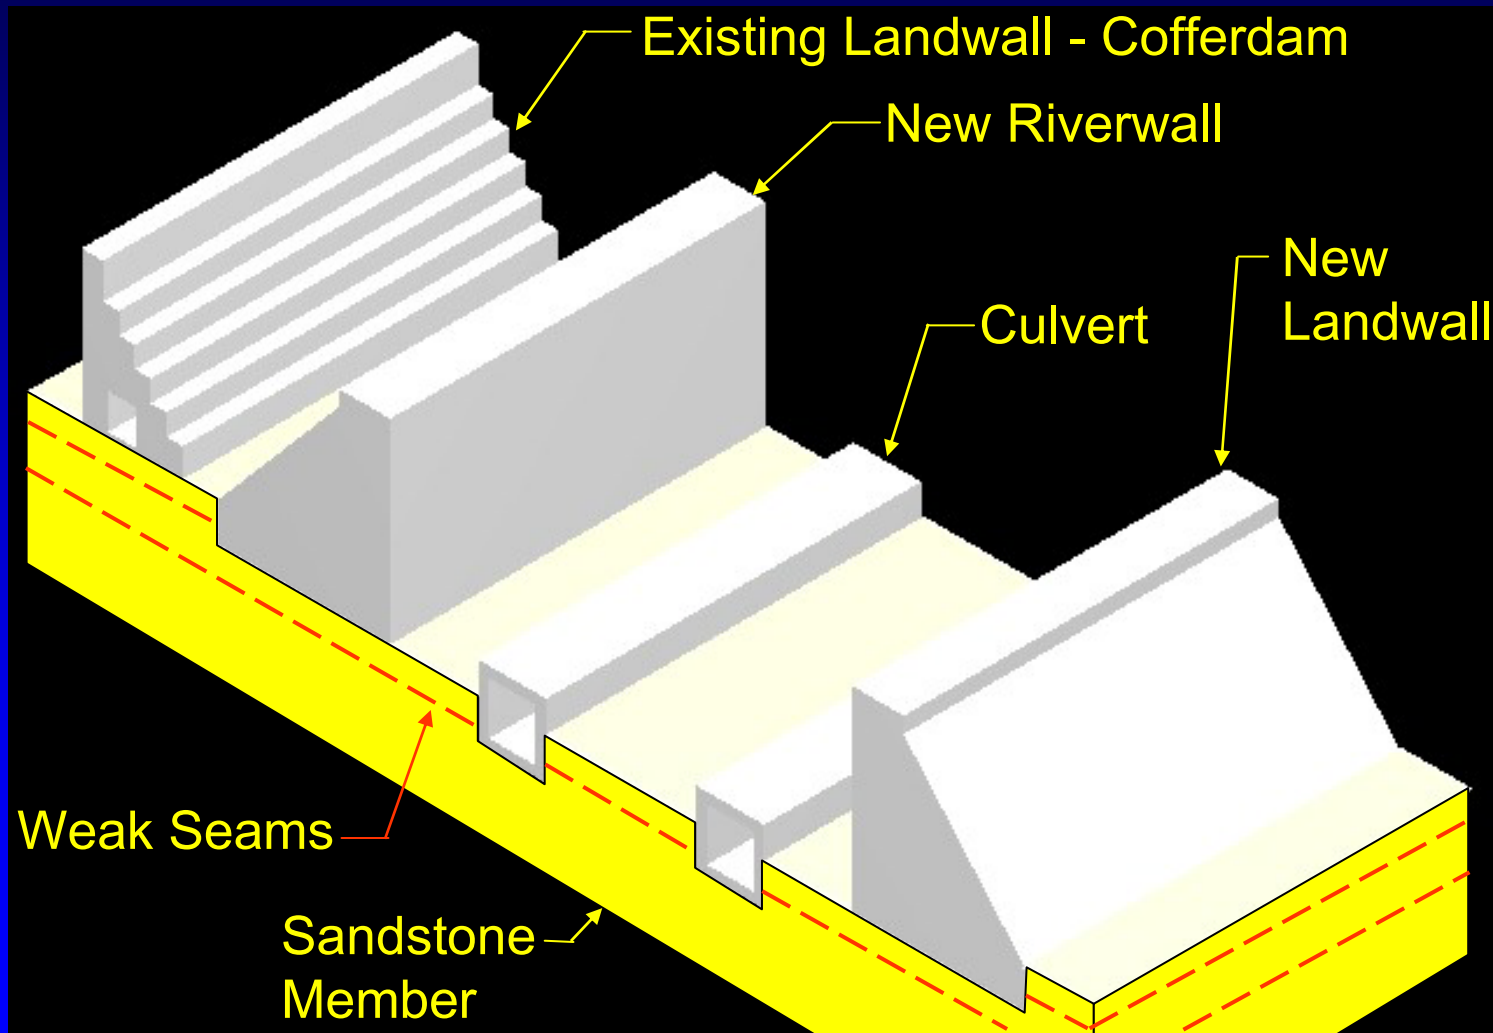 Existing Landwall - Cofferdam
New Riverwall
New
Landwall
Culvert
Weak Seams
Sandstone
Member